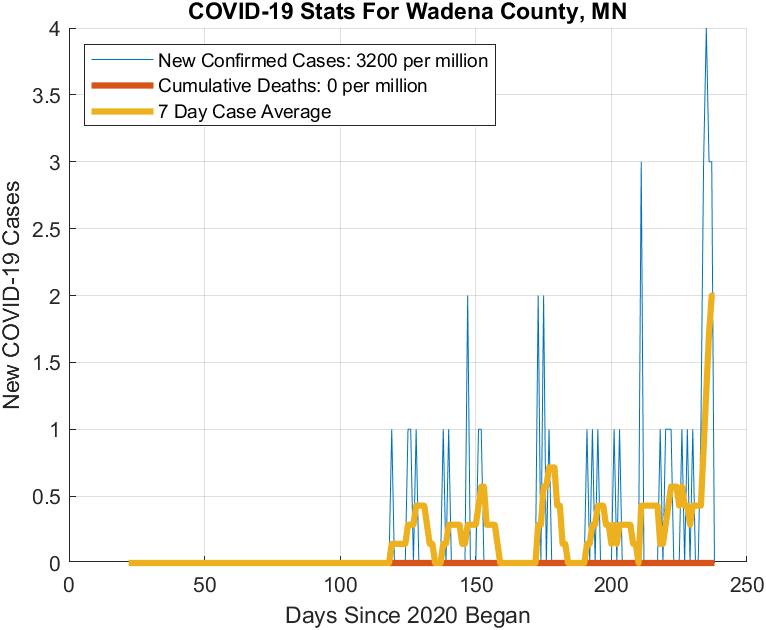 COVID-19 Stats For Wadena County, MN
4
New Confirmed Cases: 3200 per million
Cumulative Deaths: 0 per million
7 Day Case Average
3.5
3
2.5
2
1.5
1
0.5
0
New COVID-19 Cases
0 50 100 150 200 250
Days Since 2020 Began